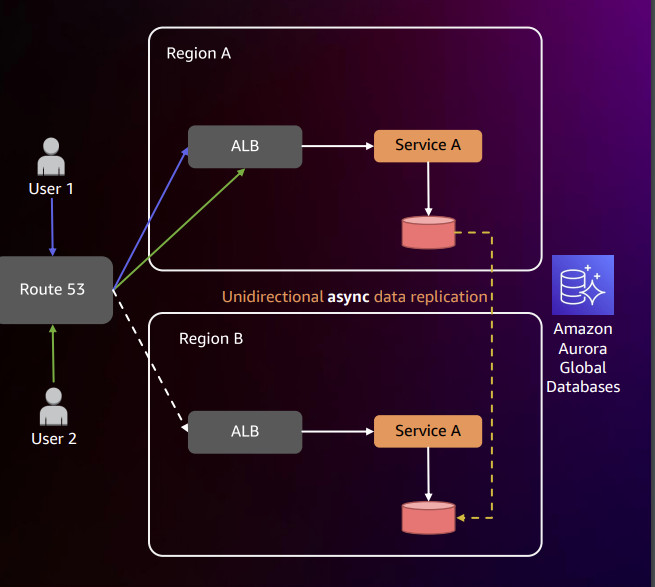 Region A
ALB
Service A
User 1
Route 53
Unidirectional async data replication
Amazon
Aurora
Global
Databases
Region B
User 2
ALB
Service A